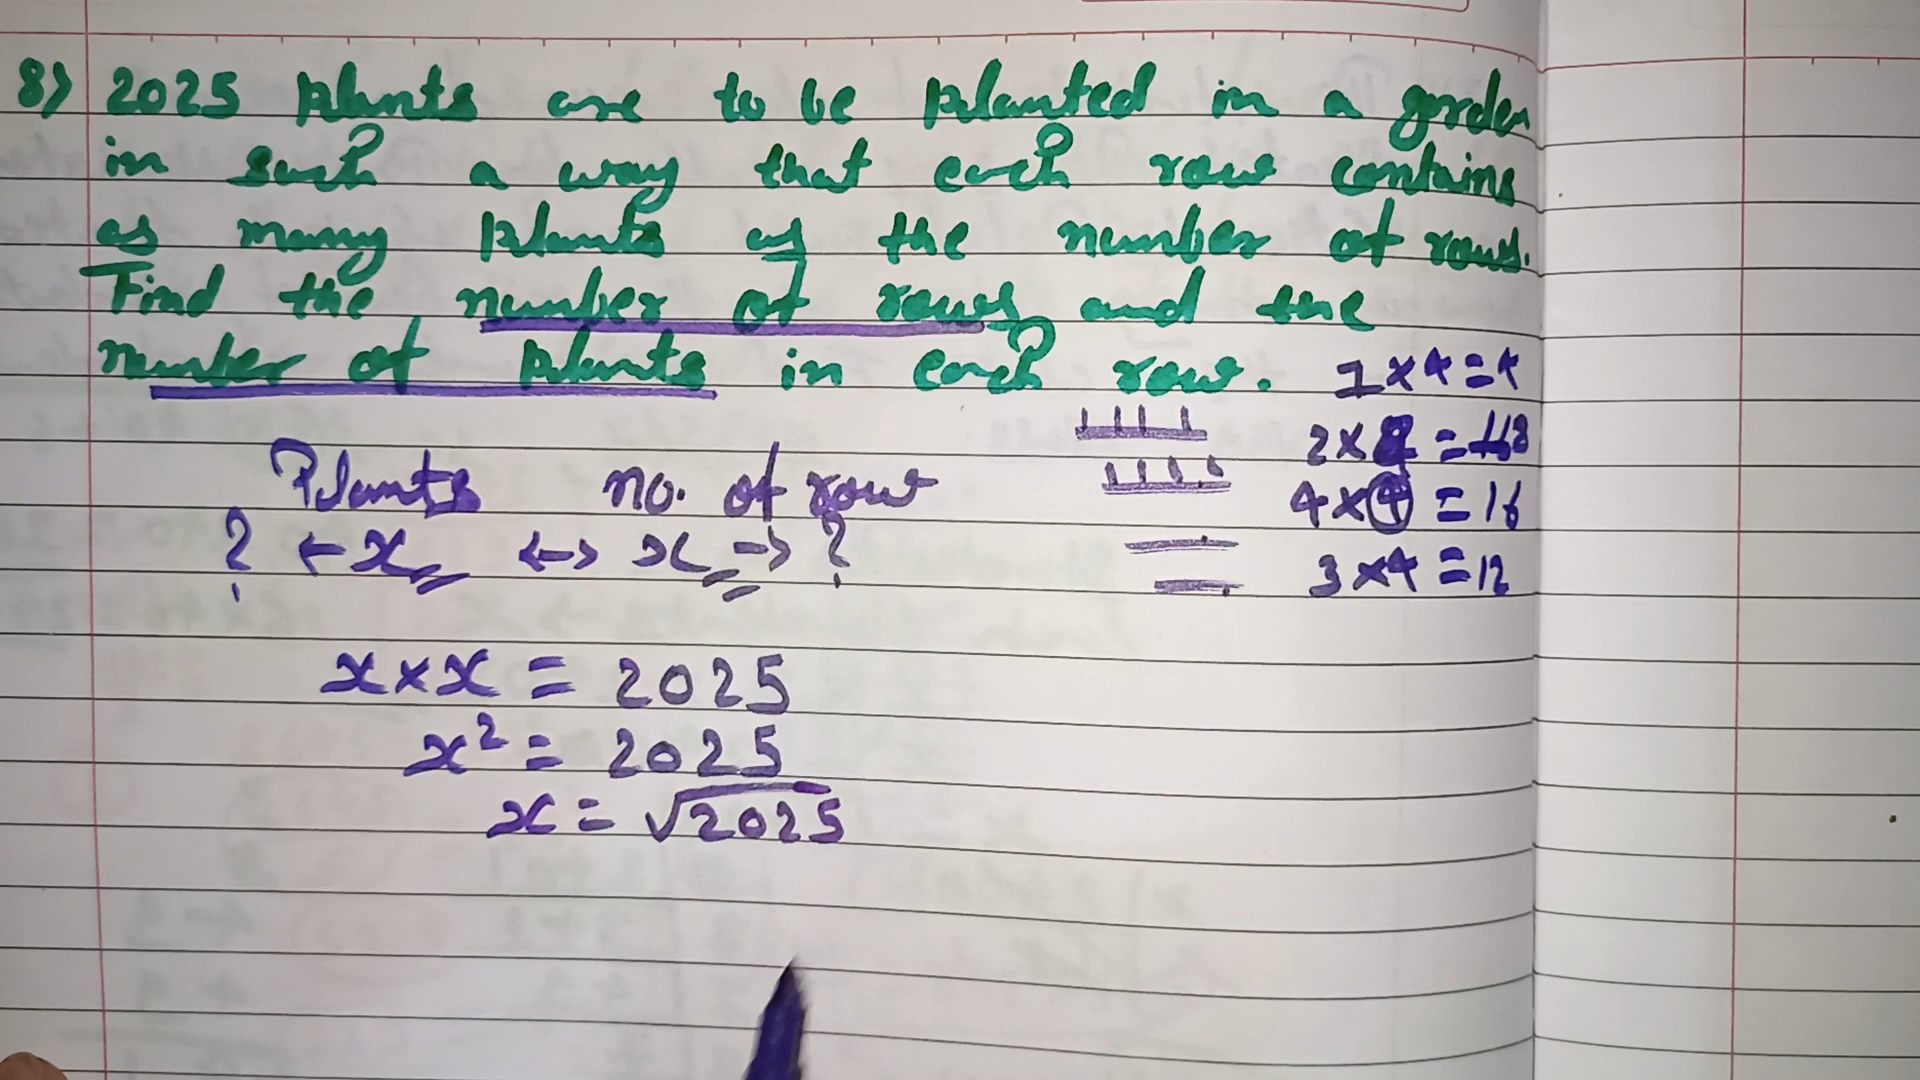 8) 2025 plants are to be planted in a garden
in such a way that each row contains
as many plants as the number of rows.
Find the number of rows and the
number of plants in each row.
1 x 4 = 4
2 x 4 = 8
4 x 4 = 16
3 x 4 = 12
Plants no. of row
? ← x ↔ x → ?
x × x = 2025
x² = 2025
x = √2025